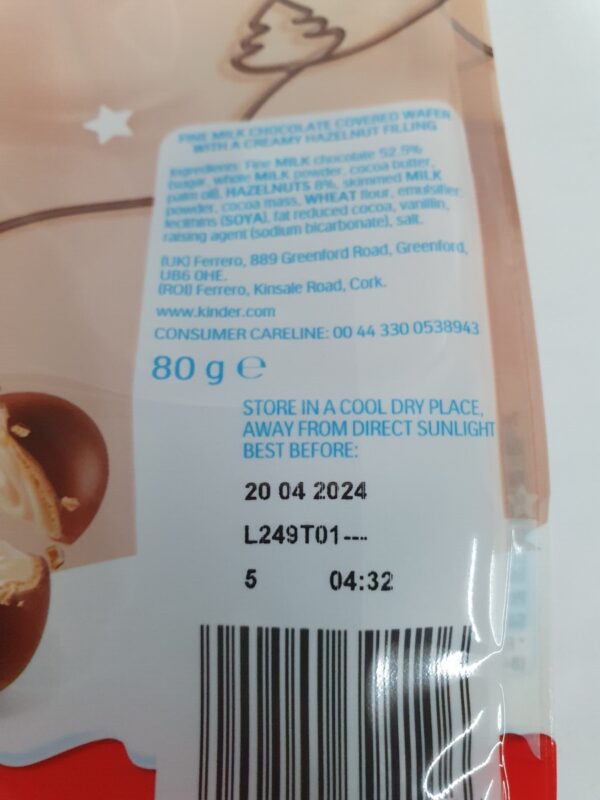 FINE MILK CHOCOLATE COVERED WAFER
WITH A CREAMY HAZELNUT FILLING
Ingredients: Fine MILK chocolate 52.5%
(sugar, whole MILK powder, cocoa butter,
palm oil), HAZELNUTS 8%, skimmed MILK
powder, cocoa mass, WHEAT flour, emulsifier:
lecithins (SOYA), fat reduced cocoa, vanillin,
raising agent (sodium bicarbonate), salt.
(UK) Ferrero, 889 Greenford Road, Greenford,
UB6 0HE.
(ROI) Ferrero, Kinsale Road, Cork.
www.kinder.com
CONSUMER CARELINE: 00 44 330 0538943
80 g e
STORE IN A COOL DRY PLACE,
AWAY FROM DIRECT SUNLIGHT
BEST BEFORE:
20 04 2024
L249T01----
5 04:32